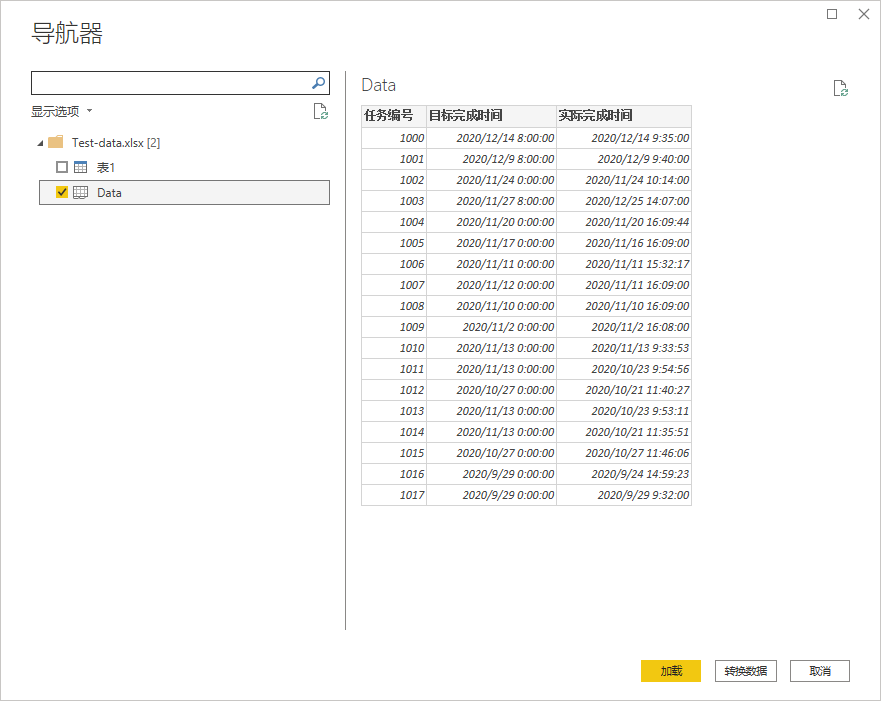 导航器
显示选项
Test-data.xlsx [2]
表1
Data
Data
任务编号 目标完成时间 实际完成时间
1000 2020/12/14 8:00:00 2020/12/14 9:35:00
1001 2020/12/9 8:00:00 2020/12/9 9:40:00
1002 2020/11/24 0:00:00 2020/11/24 10:14:00
1003 2020/11/27 8:00:00 2020/12/25 14:07:00
1004 2020/11/20 0:00:00 2020/11/20 16:09:44
1005 2020/11/17 0:00:00 2020/11/16 16:09:00
1006 2020/11/11 0:00:00 2020/11/11 15:32:17
1007 2020/11/12 0:00:00 2020/11/11 16:09:00
1008 2020/11/10 0:00:00 2020/11/10 16:09:00
1009 2020/11/2 0:00:00 2020/11/2 16:08:00
1010 2020/11/13 0:00:00 2020/11/13 9:33:53
1011 2020/11/13 0:00:00 2020/10/23 9:54:56
1012 2020/10/27 0:00:00 2020/10/21 11:40:27
1013 2020/11/13 0:00:00 2020/10/23 9:53:11
1014 2020/11/13 0:00:00 2020/10/21 11:35:51
1015 2020/10/27 0:00:00 2020/10/27 11:46:06
1016 2020/9/29 0:00:00 2020/9/24 14:59:23
1017 2020/9/29 0:00:00 2020/9/29 9:32:00
加载 转换数据 取消